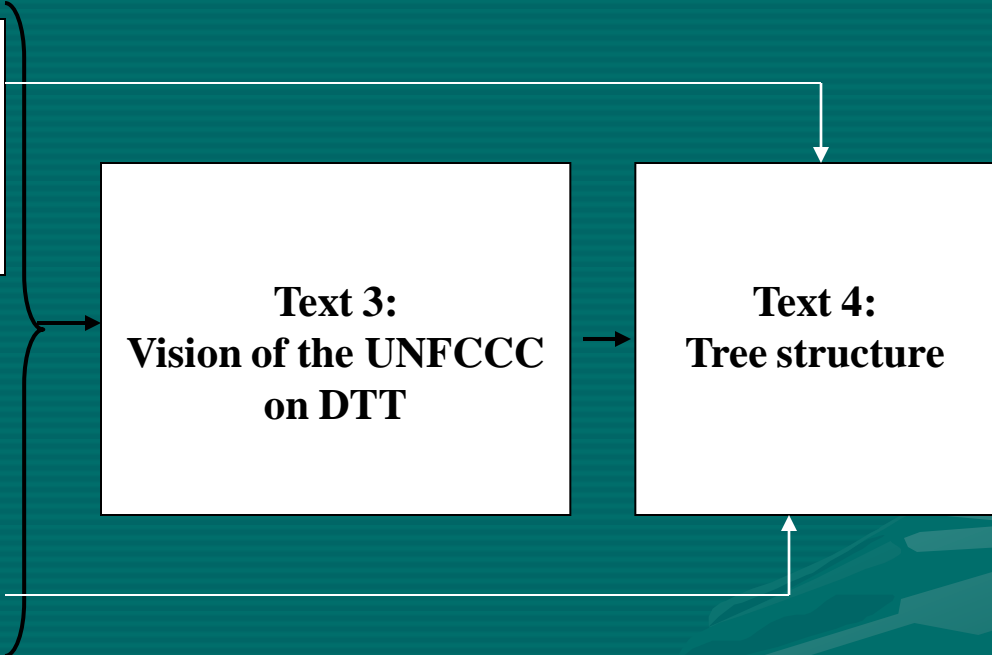 Text 3:
Vision of the UNFCCC
on DTT
Text 4:
Tree structure